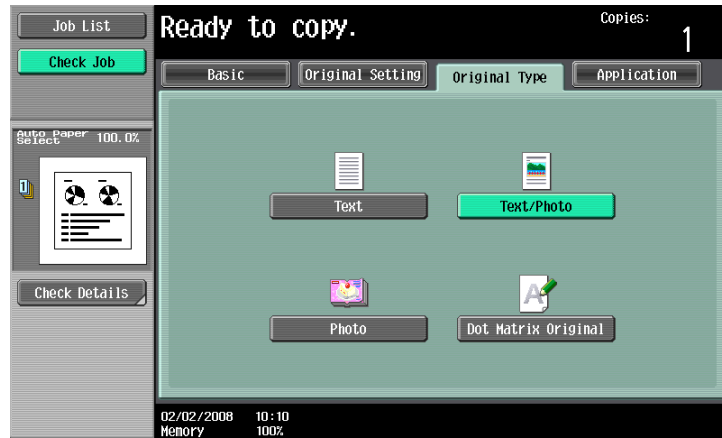 Job List
Check Job
Ready to copy.
Copies:
1
Basic
Original Setting
Original Type
Application
Auto Paper
Select
100.0%
1
Text
Text/Photo
Check Details
Photo
Dot Matrix Original
02/02/2008 10:10
Memory 100%